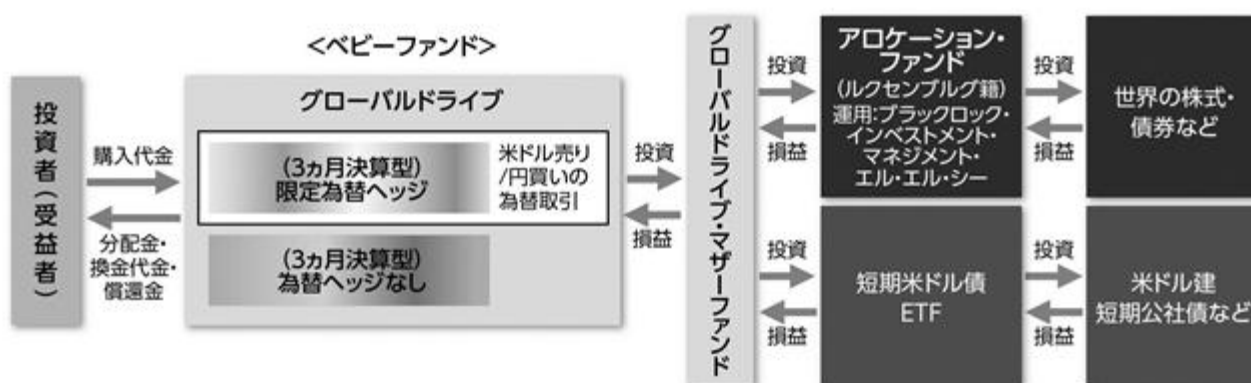 <ベビーファンド>
投資者(受益者)
購入代金
分配金・
換金代金・
償還金
グローバルドライブ
(3ヵ月決算型)
限定為替ヘッジ
米ドル売り
/円買いの
為替取引
(3ヵ月決算型)
為替ヘッジなし
投資
損益
グローバルドライブ・マザーファンド
投資
損益
アロケーション・
ファンド
(ルクセンブルグ籍)
運用:ブラックロック・
インベストメント・
マネジメント・
エル・エル・シー
投資
損益
世界の株式・
債券など
投資
損益
短期米ドル債
ETF
投資
損益
米ドル建
短期公社債など